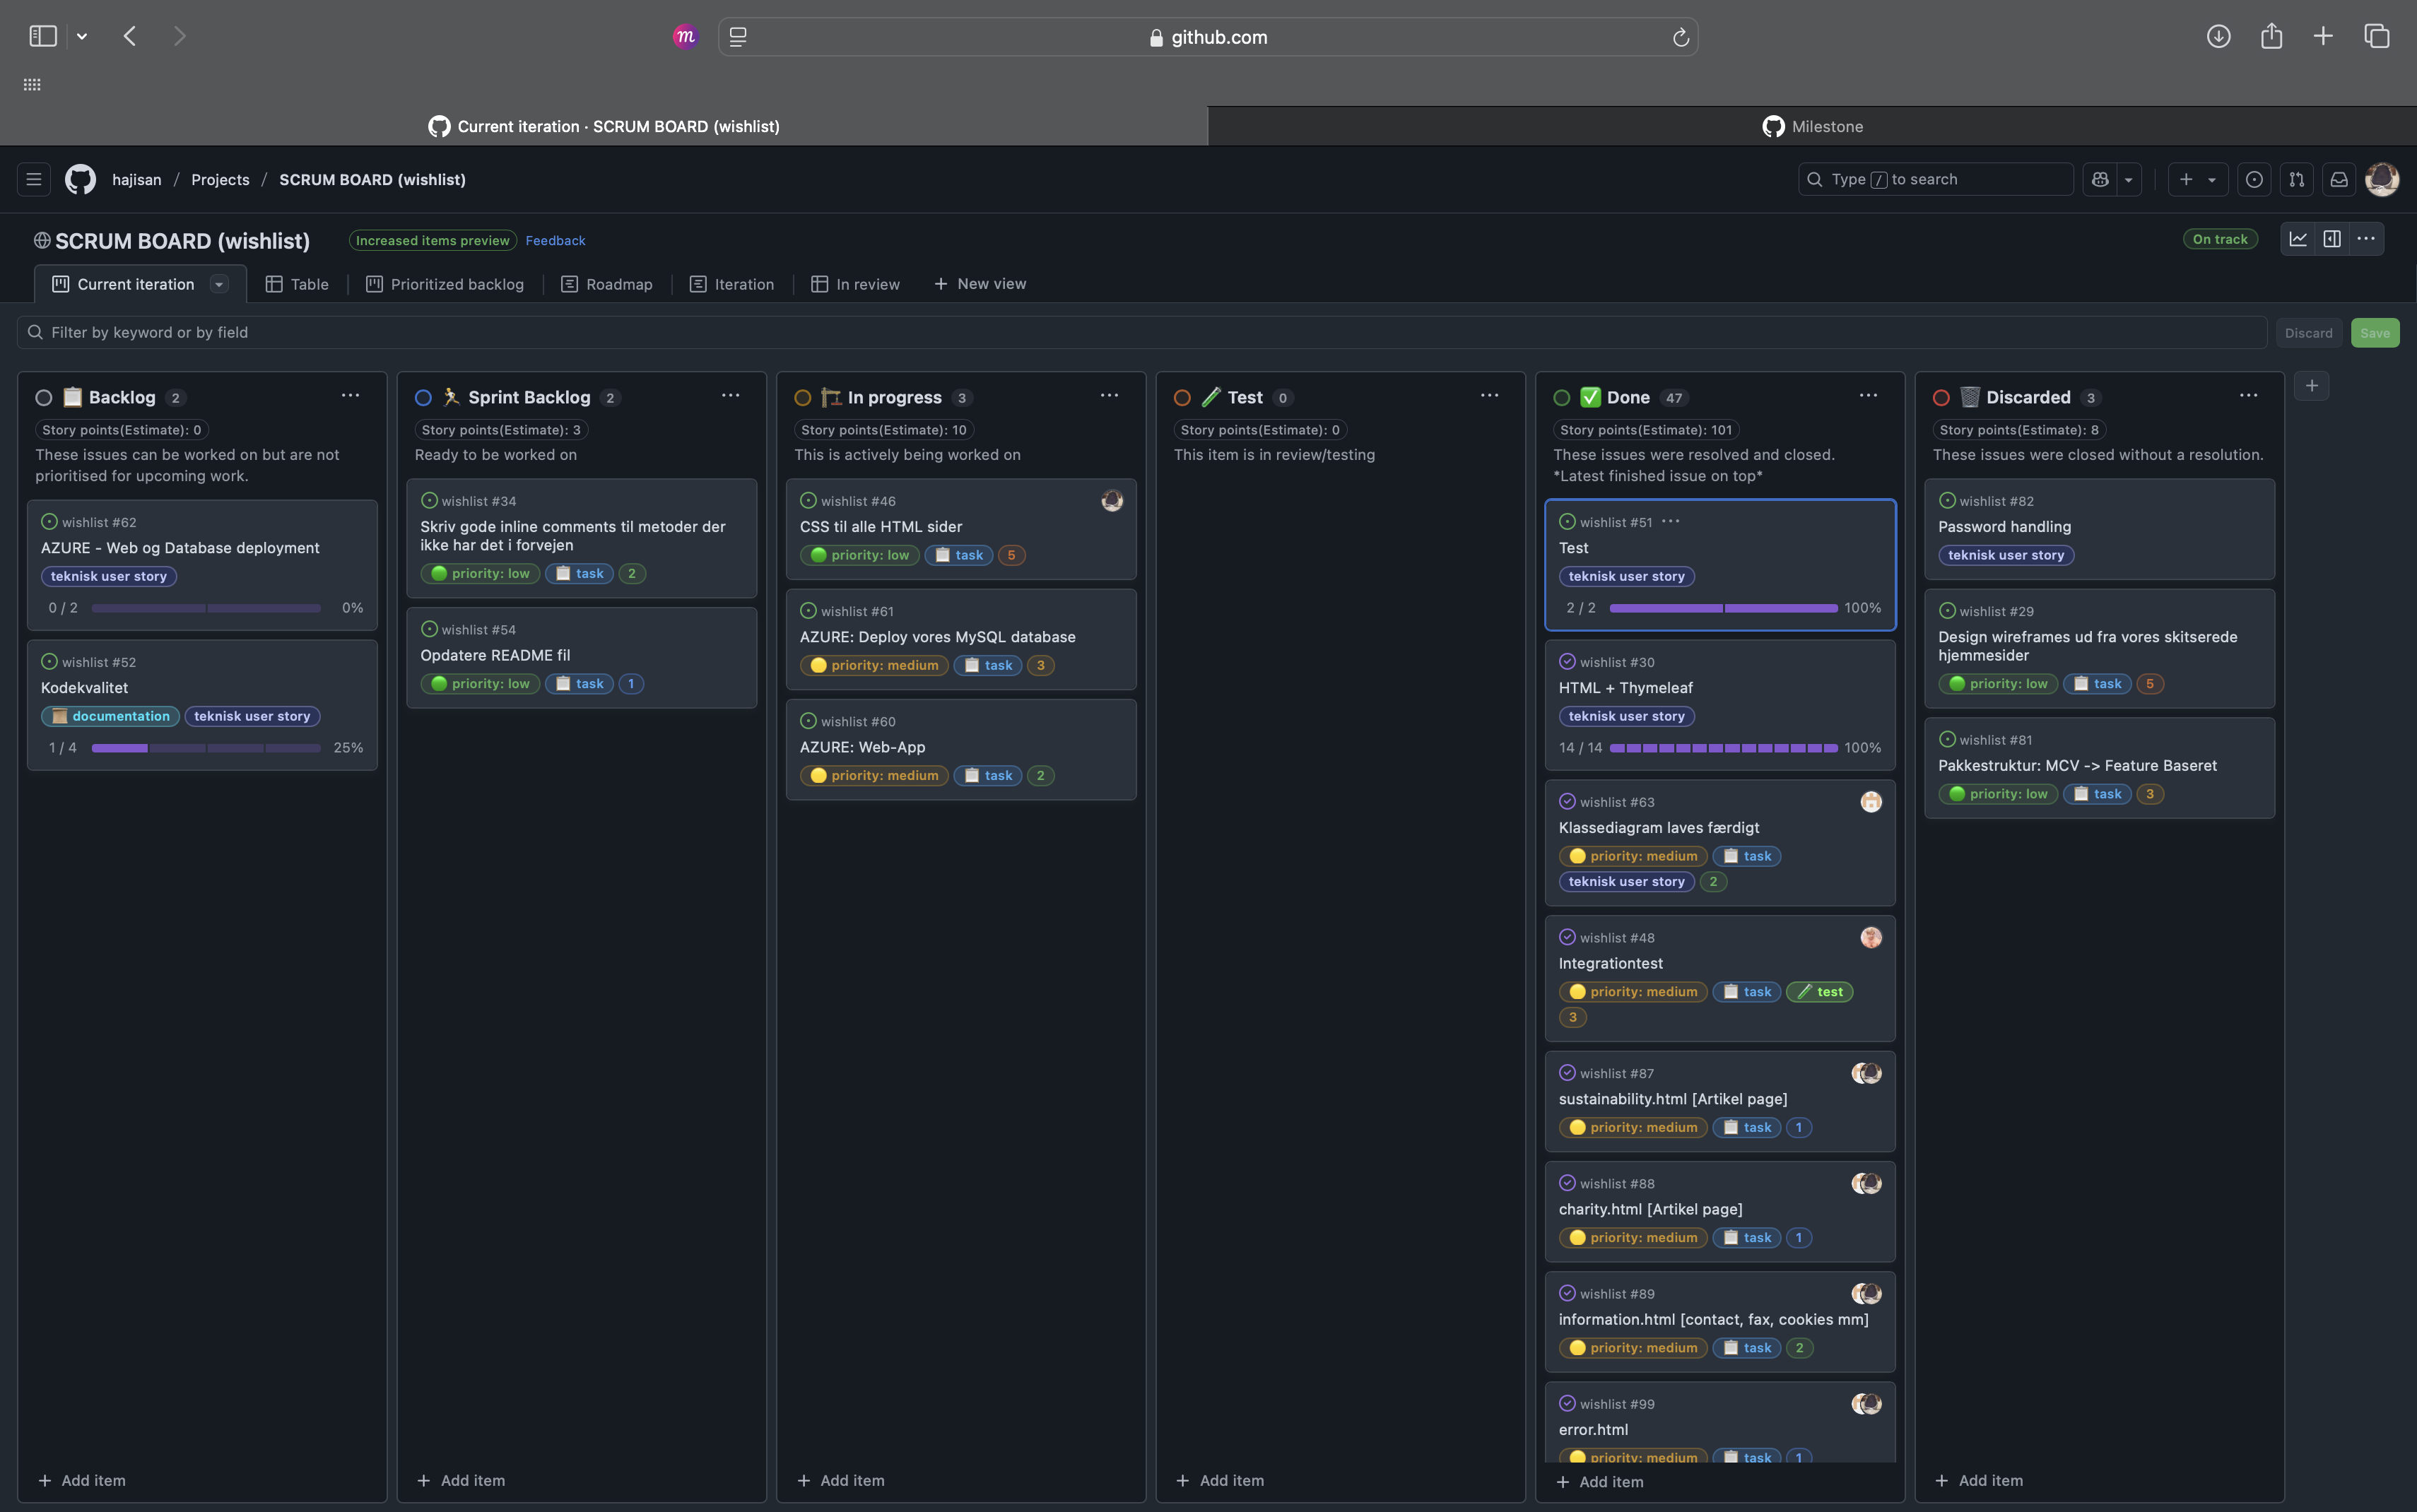 github.com
Current iteration · SCRUM BOARD (wishlist)
Milestone
hajisan / Projects / SCRUM BOARD (wishlist)
Type / to search
SCRUM BOARD (wishlist)
Increased items preview
Feedback
On track
Current iteration
Table
Prioritized backlog
Roadmap
Iteration
In review
+ New view
Filter by keyword or by field
Discard
Save
Backlog 2
Story points(Estimate): 0
These issues can be worked on but are not
prioritised for upcoming work.
wishlist #62
AZURE - Web og Database deployment
teknisk user story
0 / 2 0%
wishlist #52
Kodekvalitet
documentation teknisk user story
1 / 4 25%
+ Add item
Sprint Backlog 2
Story points(Estimate): 3
Ready to be worked on
wishlist #34
Skriv gode inline comments til metoder der
ikke har det i forvejen
priority: low task 2
wishlist #54
Opdatere README fil
priority: low task 1
+ Add item
In progress 3
Story points(Estimate): 10
This is actively being worked on
wishlist #46
CSS til alle HTML sider
priority: low task 5
wishlist #61
AZURE: Deploy vores MySQL database
priority: medium task 3
wishlist #60
AZURE: Web-App
priority: medium task 2
+ Add item
Test 0
Story points(Estimate): 0
This item is in review/testing
+ Add item
Done 47
Story points(Estimate): 101
These issues were resolved and closed.
*Latest finished issue on top*
wishlist #51
Test
teknisk user story
2 / 2 100%
wishlist #30
HTML + Thymeleaf
teknisk user story
14 / 14 100%
wishlist #63
Klassediagram laves færdigt
priority: medium task
teknisk user story 2
wishlist #48
Integrationtest
priority: medium task test
3
wishlist #87
sustainability.html [Artikel page]
priority: medium task 1
wishlist #88
charity.html [Artikel page]
priority: medium task 1
wishlist #89
information.html [contact, fax, cookies mm]
priority: medium task 2
wishlist #99
error.html
priority: medium task 1
+ Add item
Discarded 3
Story points(Estimate): 8
These issues were closed without a resolution.
wishlist #82
Password handling
teknisk user story
wishlist #29
Design wireframes ud fra vores skitserede
hjemmesider
priority: low task 5
wishlist #81
Pakkestruktur: MCV -> Feature Baseret
priority: low task 3
+ Add item